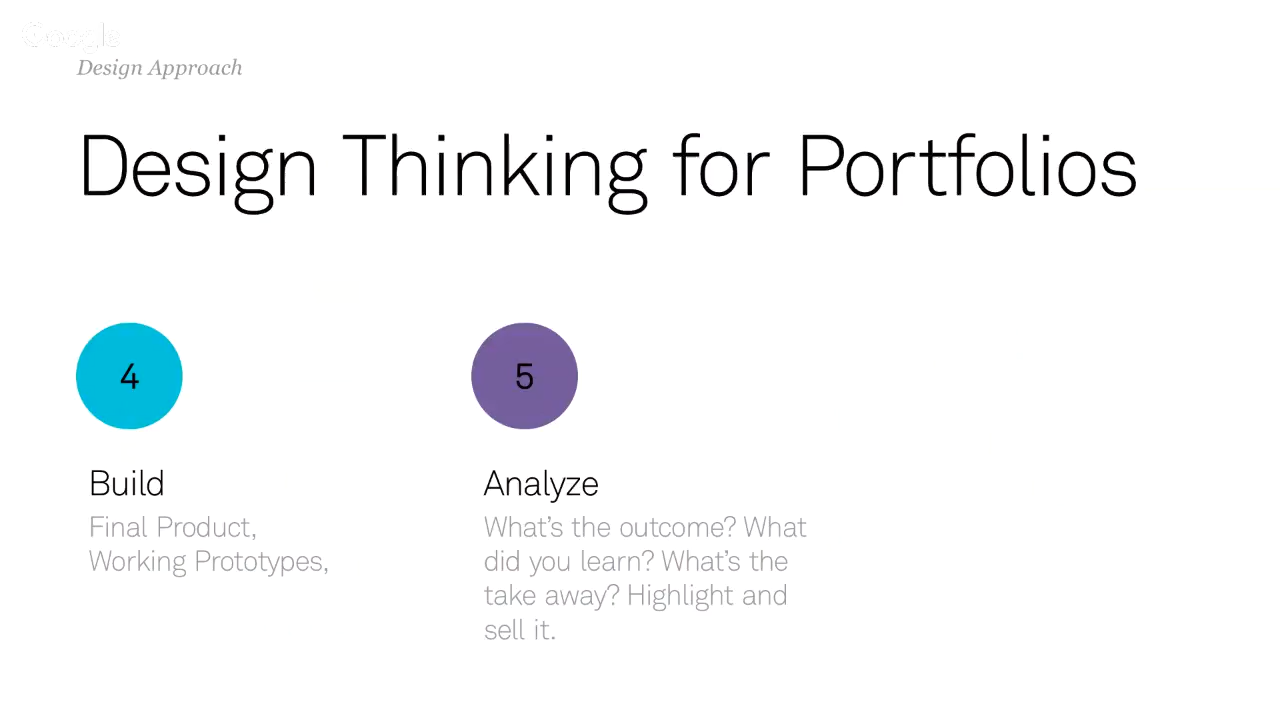 Google
Design Approach
Design Thinking for Portfolios
4
5
Build
Final Product,
Working Prototypes,
Analyze
What's the outcome? What
did you learn? What's the
take away? Highlight and
sell it.